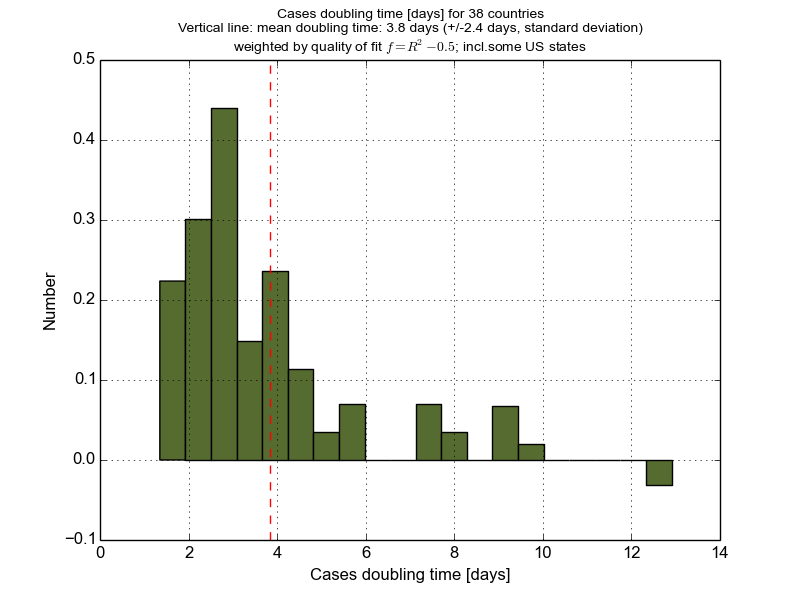 Cases doubling time [days] for 38 countries
Vertical line: mean doubling time: 3.8 days (+/-2.4 days, standard deviation)
weighted by quality of fit f = R² − 0.5; incl.some US states
0.5
0.4
0.3
0.2
0.1
0.0
−0.1
Number
0 2 4 6 8 10 12 14
Cases doubling time [days]